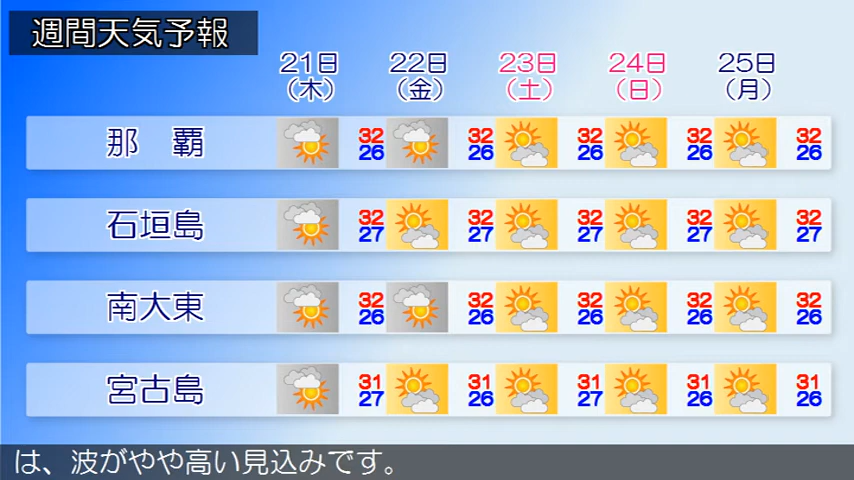 週間天気予報
21日 22日 23日 24日 25日
（木） （金） （土） （日） （月）
那　覇 32 32 32 32 32
26 26 26 26 26
石垣島 32 32 32 32 32
27 27 27 27 27
南大東 32 32 32 32 32
26 26 26 26 26
宮古島 31 31 31 31 31
27 26 27 26 26
は、波がやや高い見込みです。